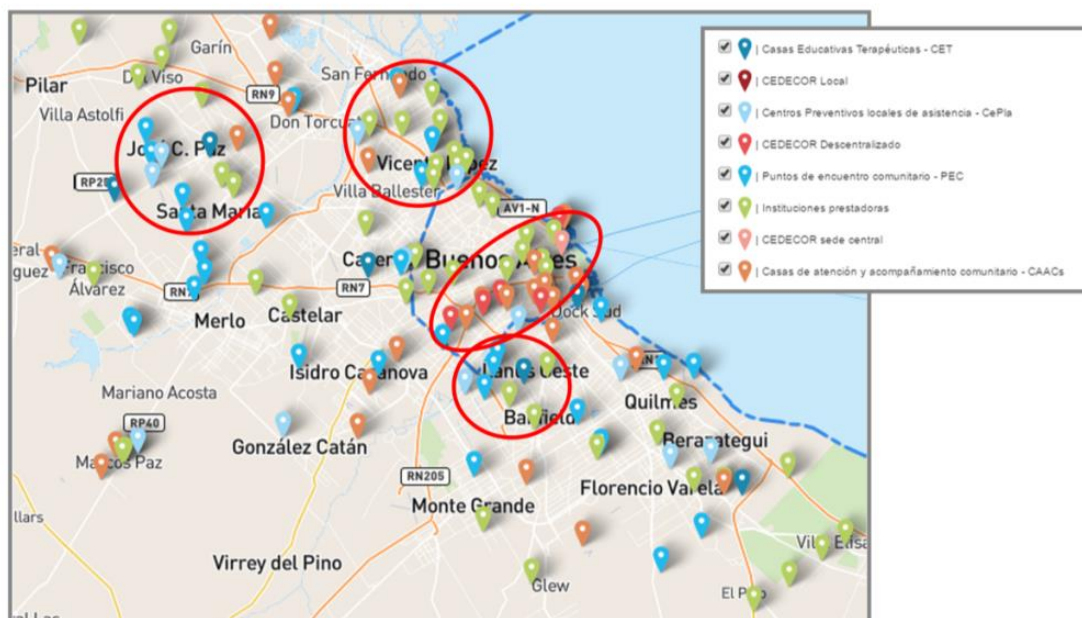 Garín
Pilar
Del Viso
San Fernando
RN9
Villa Astolfi
Don Torcuato
José C. Paz
Vicente López
Villa Ballester
Santa María
AV1-N
Francisco
Álvarez
Buenos Aires
RN7
Merlo
Castelar
Dock Sud
Isidro Casanova
Lanús Oeste
Mariano Acosta
Banfield
Quilmes
RP40
González Catán
Marcos Paz
Berazategui
RN205
Florencio Varela
Monte Grande
Virrey del Pino
Glew
Villa Elisa
| Casas Educativas Terapéuticas - CET
| CEDECOR Local
| Centros Preventivos locales de asistencia - CePla
| CEDECOR Descentralizado
| Puntos de encuentro comunitario - PEC
| Instituciones prestadoras
| CEDECOR sede central
| Casas de atención y acompañamiento comunitario - CAACs